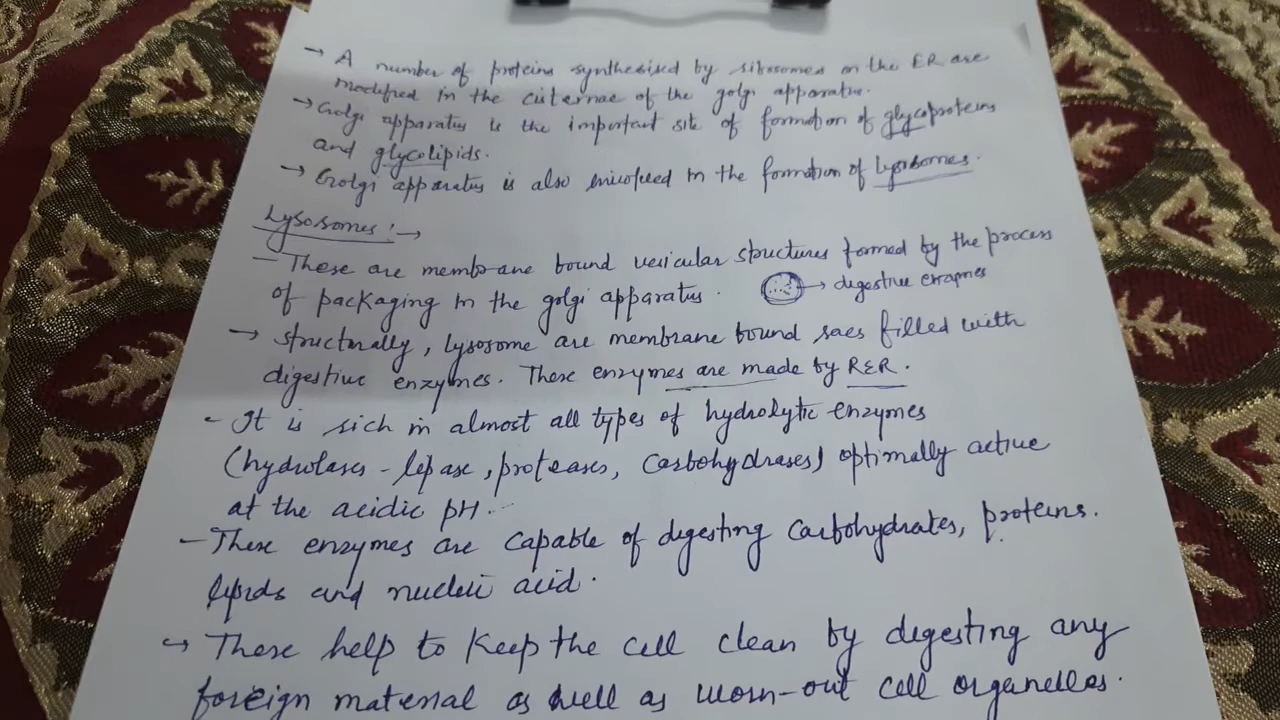 → A number of proteins synthesised by ribosomes on the ER are
modified in the cisternae of the golgi apparatus.
→ Golgi apparatus is the important site of formation of glycoproteins
and glycolipids.
→ Golgi apparatus is also involved in the formation of lysosomes.
Lysosomes :→
— These are membrane bound vesicular structures formed by the process
of packaging in the golgi apparatus.
→ digestive enzymes
→ structurally, lysosome are membrane bound sacs filled with
digestive enzymes. These enzymes are made by RER.
- It is rich in almost all types of hydrolytic enzymes
(hydrolases - lipase, proteases, carbohydrases) optimally active
at the acidic pH.
- These enzymes are capable of digesting carbohydrates, proteins.
lipids and nucleic acid.
→ These help to keep the cell clean by digesting any
foreign material as well as worn-out cell organelles.